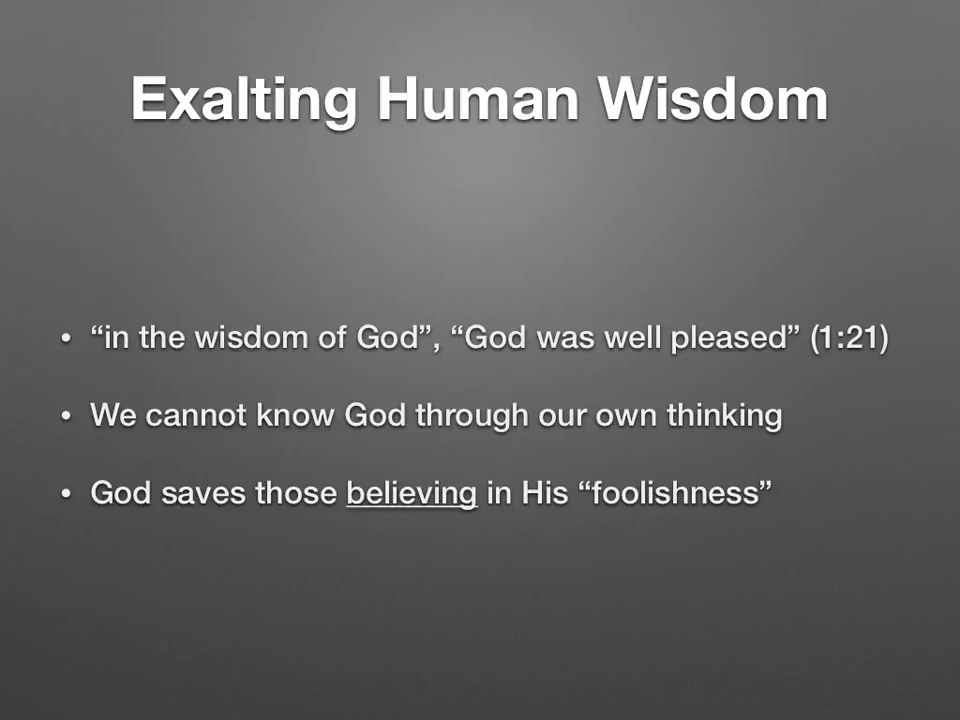 Exalting Human Wisdom
• “in the wisdom of God”, “God was well pleased” (1:21)
• We cannot know God through our own thinking
• God saves those believing in His “foolishness”